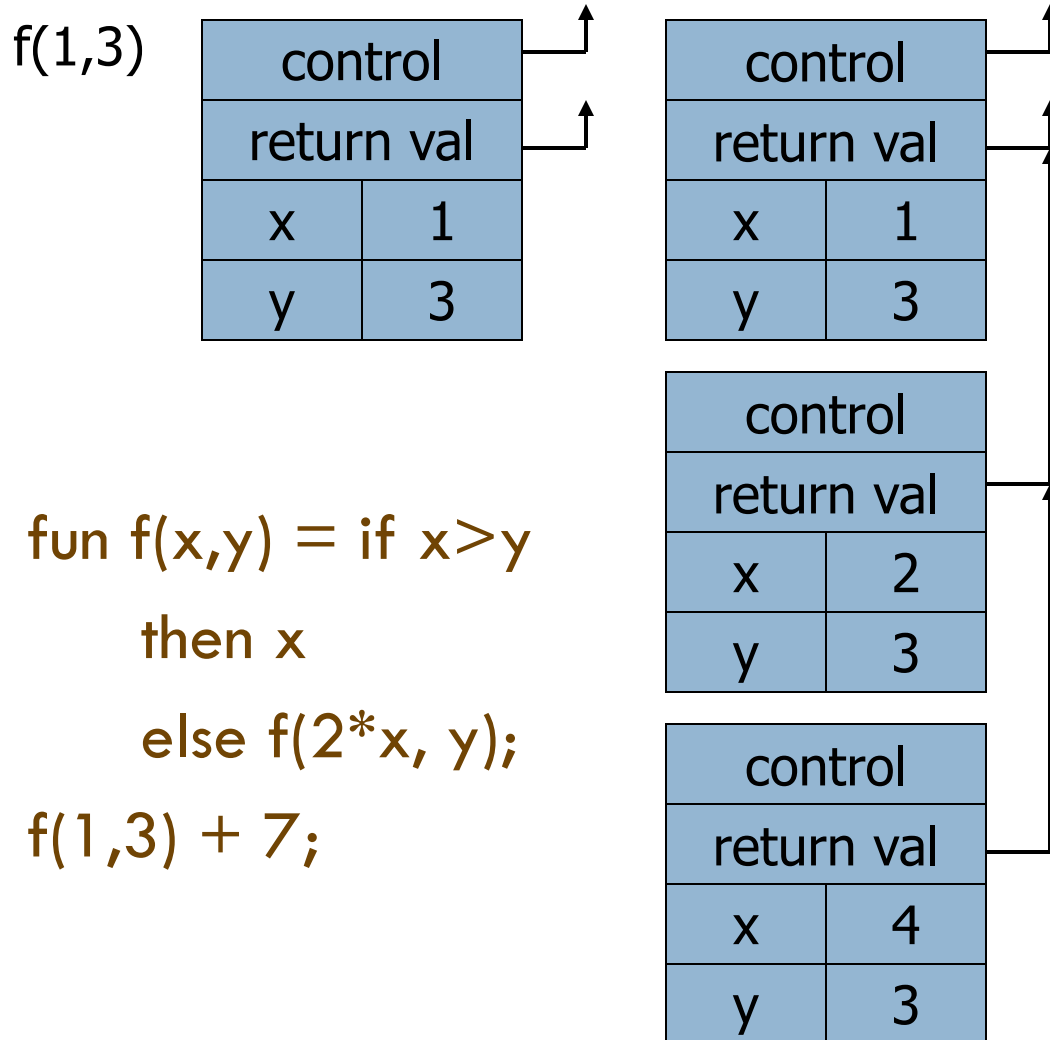 f(1,3)
control
return val
x 1
y 3
control
return val
x 1
y 3
control
return val
x 2
y 3
control
return val
x 4
y 3
fun f(x,y) = if x>y
then x
else f(2*x, y);
f(1,3) + 7;